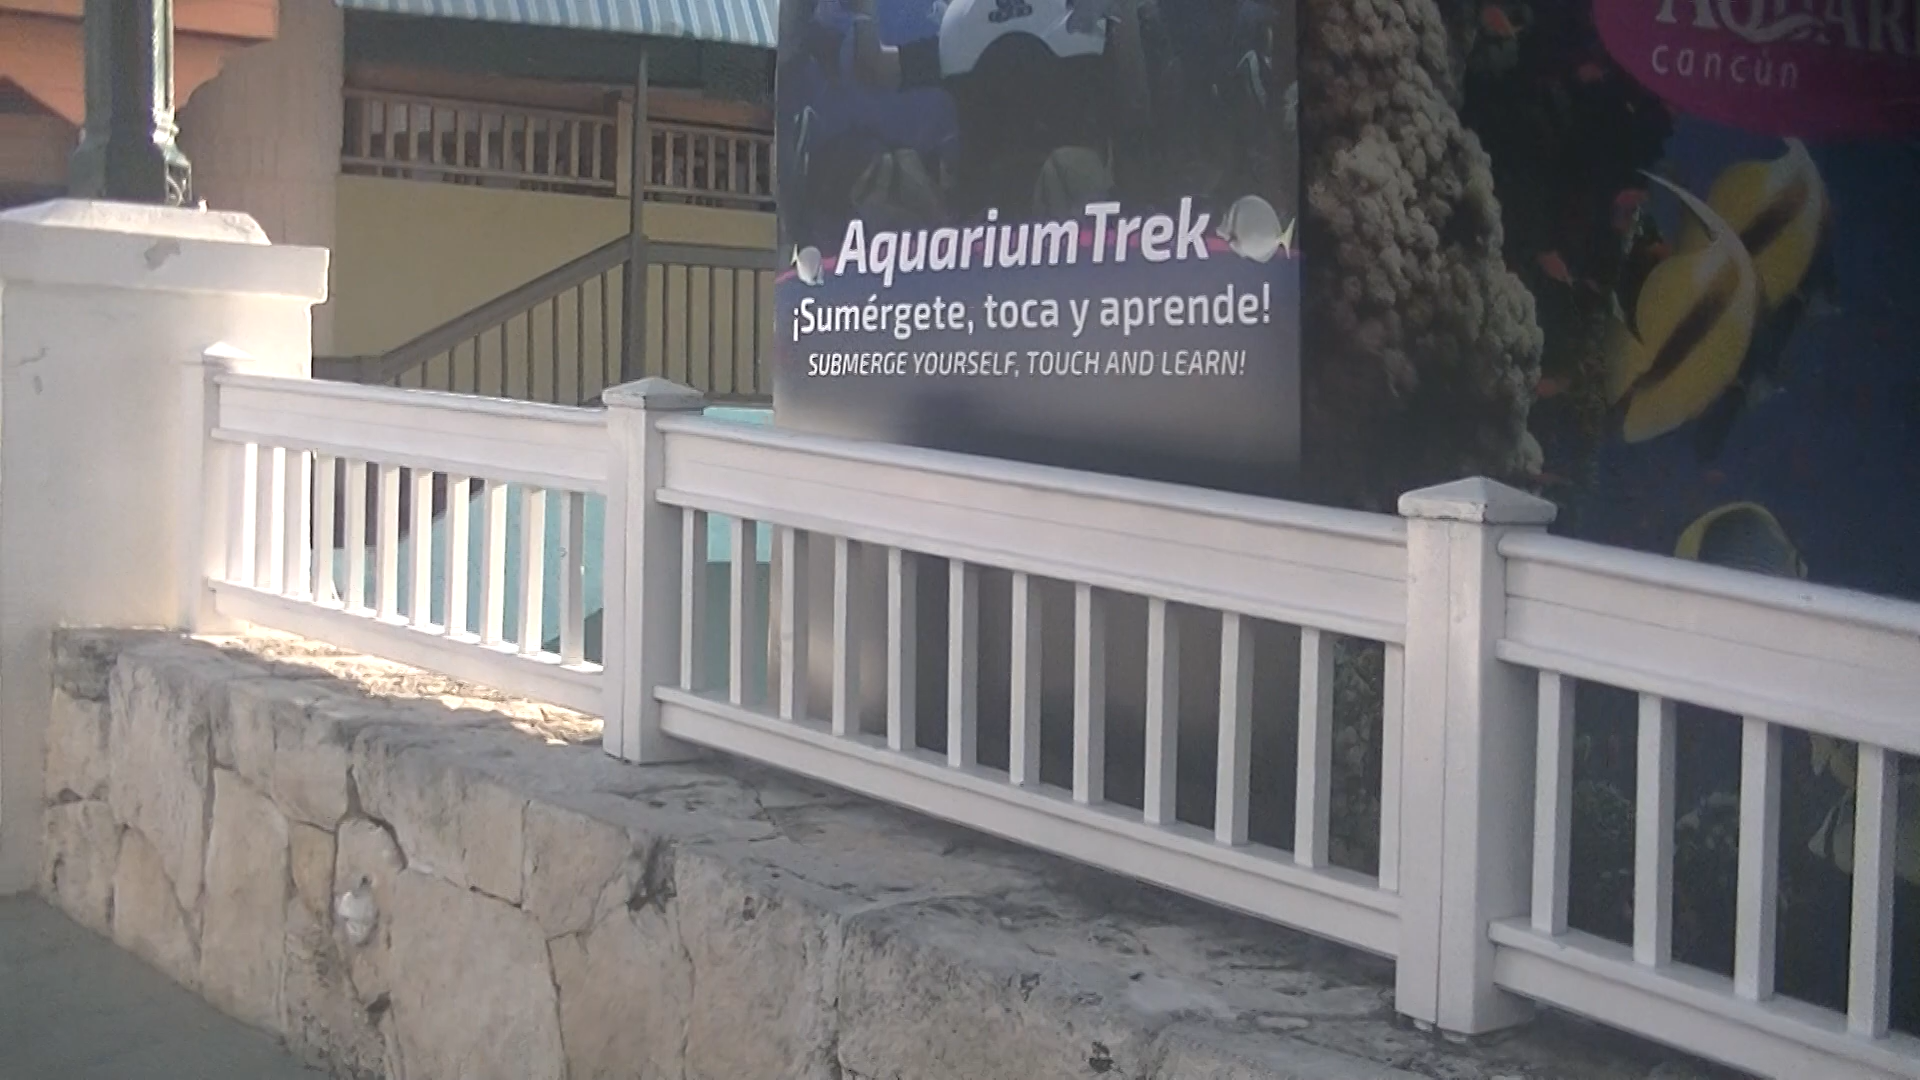 AquariumTrek
¡Sumérgete, toca y aprende!
SUBMERGE YOURSELF, TOUCH AND LEARN!
cancún